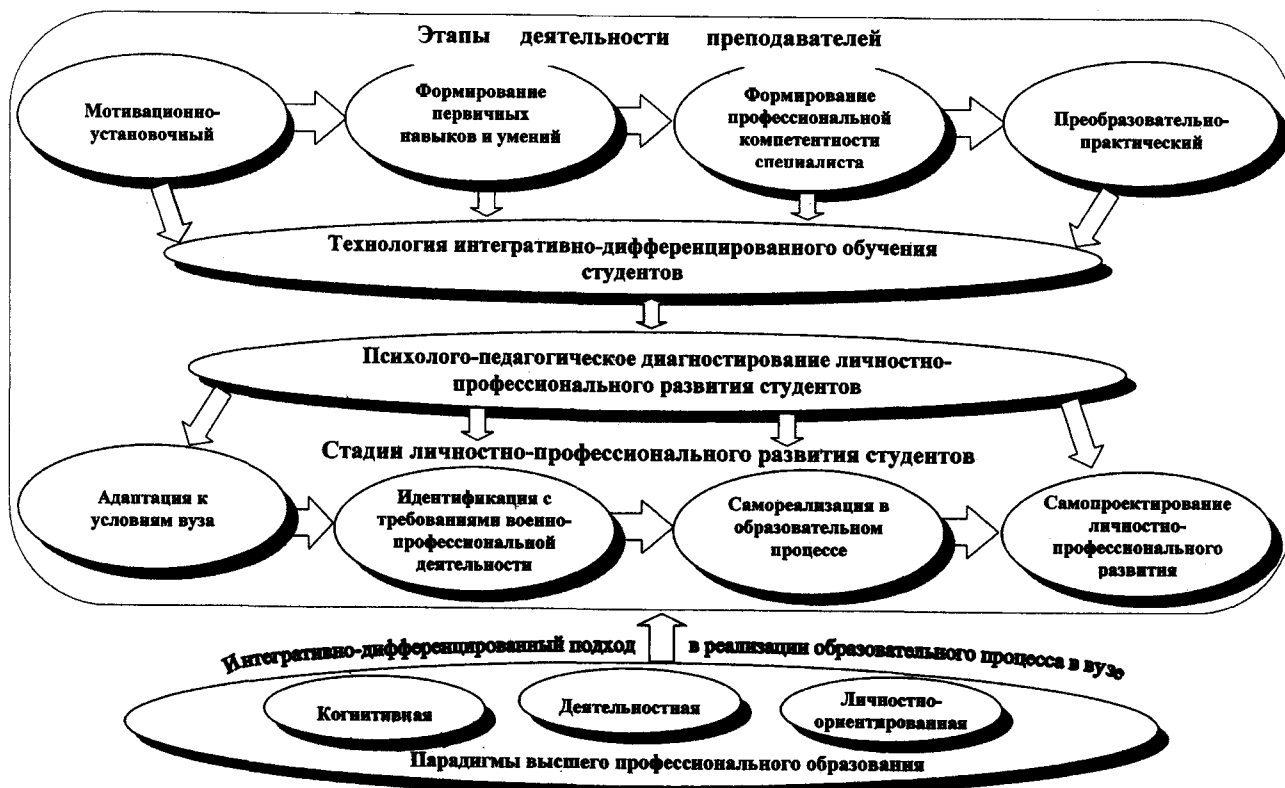 Этапы деятельности преподавателей
Мотивационно-
установочный
Формирование
первичных
навыков и умений
Формирование
профессиональной
компетентности
специалиста
Преобразовательно-
практический
Технология интегративно-дифференцированного обучения
студентов
Психолого-педагогическое диагностирование личностно-
профессионального развития студентов
Стадии личностно-профессионального развития студентов
Адаптация к
условиям вуза
Идентификация с
требованиями военно-
профессиональной
деятельности
Самореализация в
образовательном
процессе
Самопроектирование
личностно-
профессионального
развития
Интегративно-дифференцированный подход в реализации образовательного процесса в вузе
Когнитивная
Деятельностная
Личностно-
ориентированная
Парадигмы высшего профессионального образования